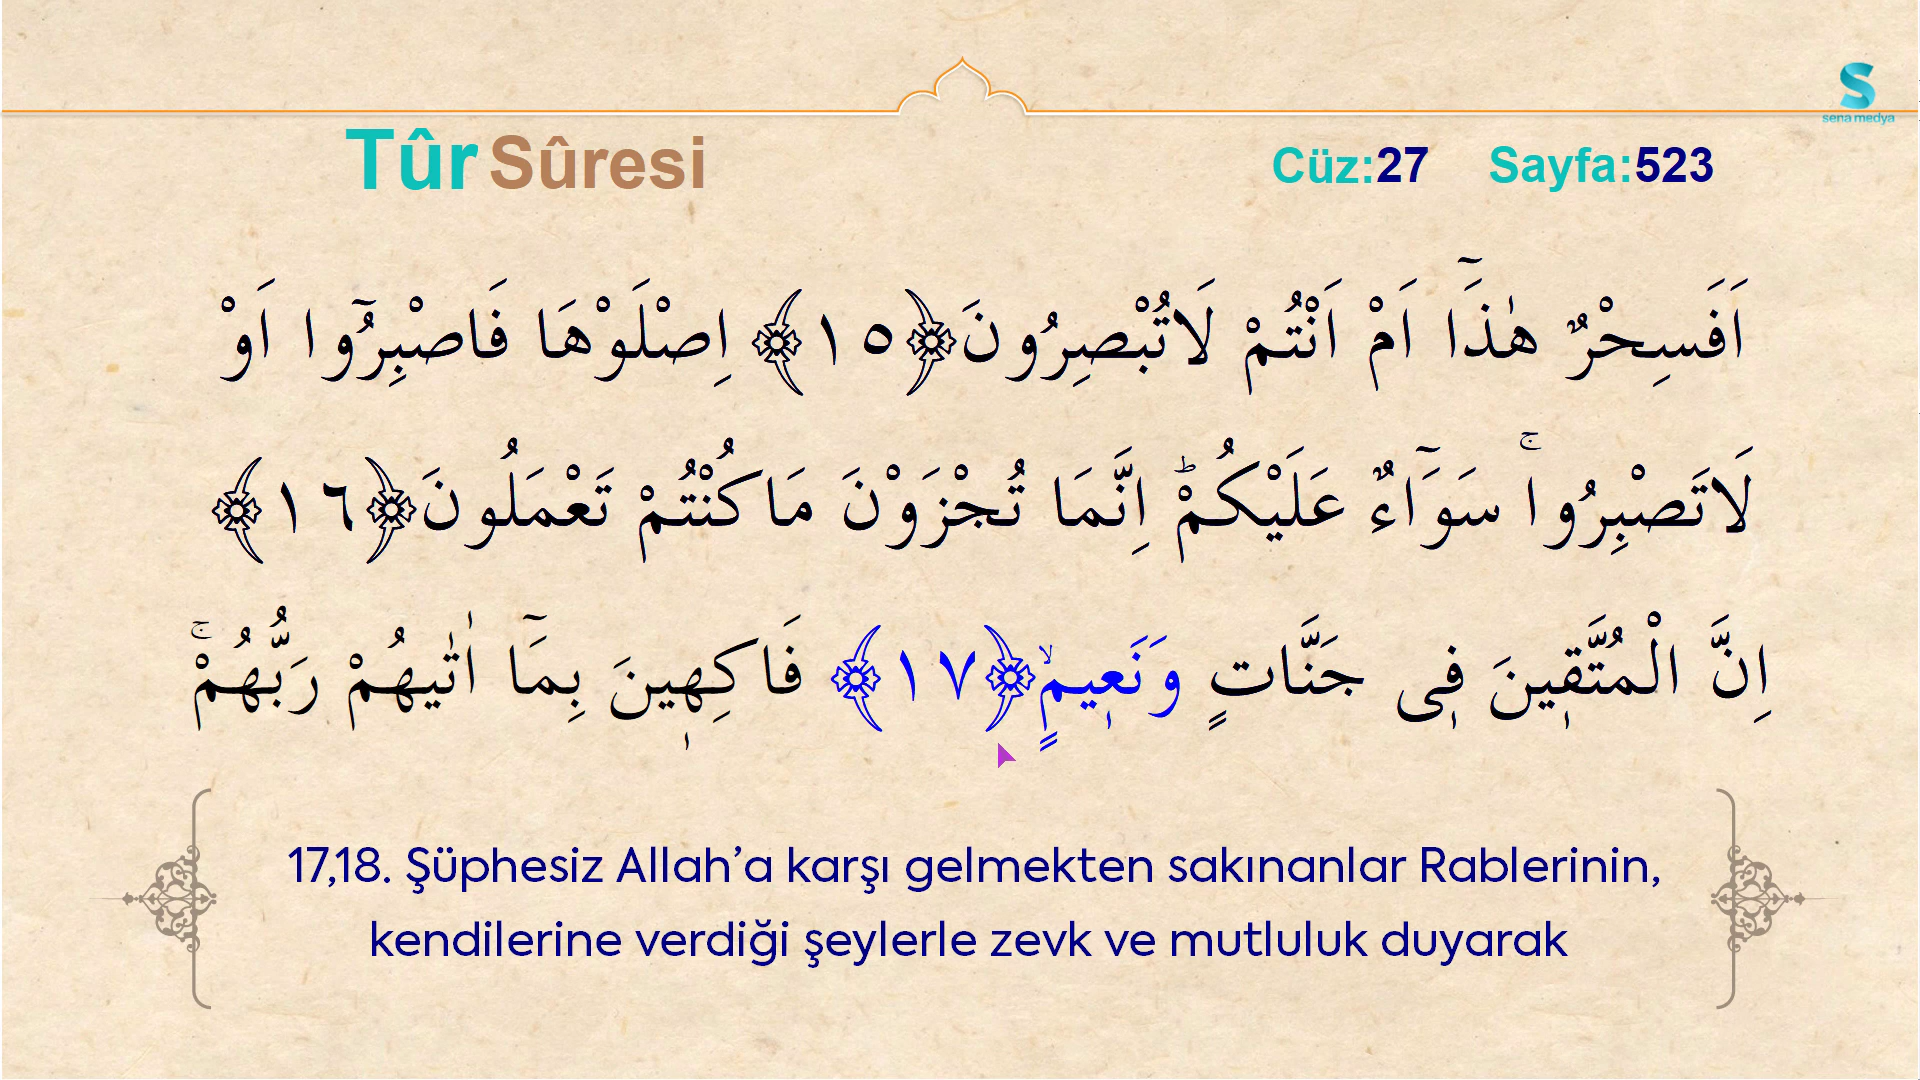 sena medya
Tûr Sûresi Cüz:27 Sayfa:523
اَفَسِحْرٌ هٰذَٓا اَمْ اَنْتُمْ لَاتُبْصِرُونَ﴿١٥﴾ اِصْلَوْهَا فَاصْبِرُٓوا اَوْ
لَاتَصْبِرُواۚ سَوَٓاءٌ عَلَيْكُمْۜ اِنَّمَا تُجْزَوْنَ مَاكُنْتُمْ تَعْمَلُونَ﴿١٦﴾
اِنَّ الْمُتَّقٖينَ فٖى جَنَّاتٍ وَنَعٖيمٍۙ﴿١٧﴾ فَاكِهٖينَ بِمَٓا اٰتٰيهُمْ رَبُّهُمْۚ
17,18. Şüphesiz Allah’a karşı gelmekten sakınanlar Rablerinin,
kendilerine verdiği şeylerle zevk ve mutluluk duyarak